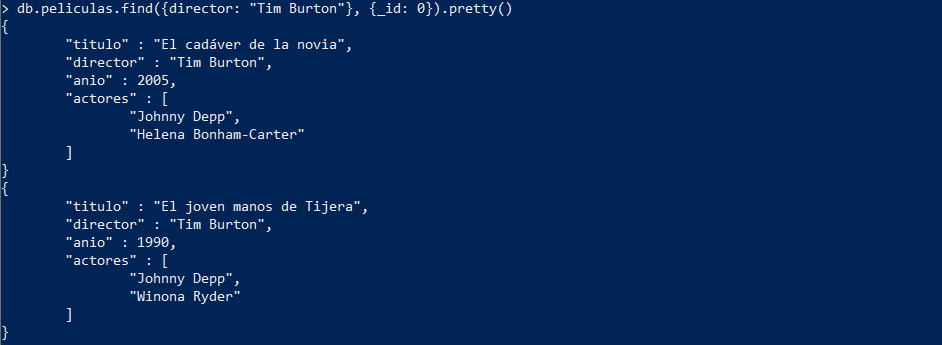 > db.peliculas.find({director: "Tim Burton"}, {_id: 0}).pretty()
{
        "titulo" : "El cadáver de la novia",
        "director" : "Tim Burton",
        "anio" : 2005,
        "actores" : [
                "Johnny Depp",
                "Helena Bonham-Carter"
        ]
}
{
        "titulo" : "El joven manos de Tijera",
        "director" : "Tim Burton",
        "anio" : 1990,
        "actores" : [
                "Johnny Depp",
                "Winona Ryder"
        ]
}